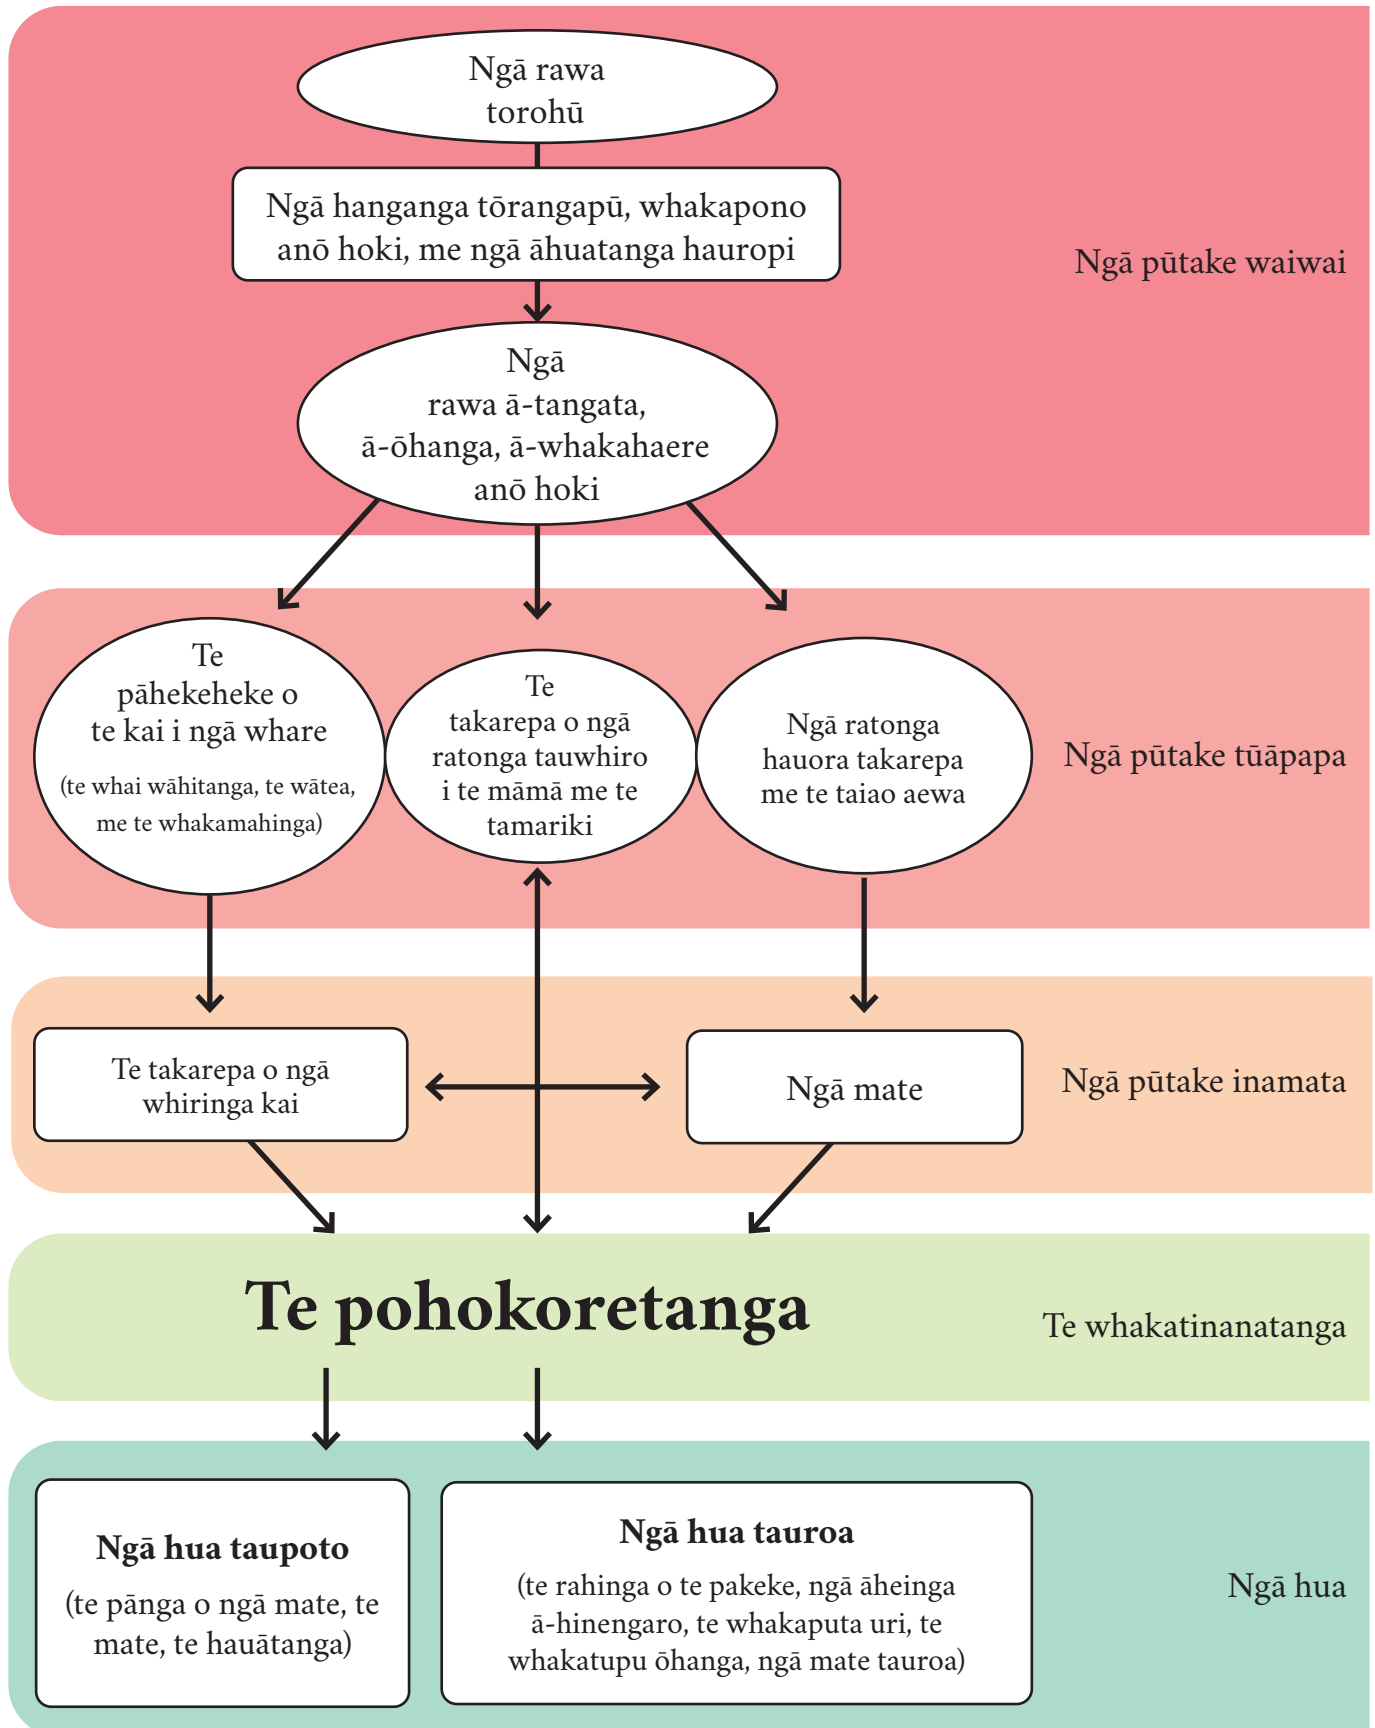 Ngā rawa
torohū
Ngā hanganga tōrangapū, whakapono
anō hoki, me ngā āhuatanga hauropi
Ngā pūtake waiwai
Ngā
rawa ā-tangata,
ā-ōhanga, ā-whakahaere
anō hoki
Te
pāhekeheke o
te kai i ngā whare
(te whai wāhitanga, te wātea,
me te whakamahinga)
Te
takarepa o ngā
ratonga tauwhiro
i te māmā me te
tamariki
Ngā ratonga
hauora takarepa
me te taiao aewa
Ngā pūtake tūāpapa
Te takarepa o ngā
whiringa kai
Ngā mate
Ngā pūtake inamata
Te pohokoretanga
Te whakatinanatanga
Ngā hua taupoto
(te pānga o ngā mate, te
mate, te hauātanga)
Ngā hua tauroa
(te rahinga o te pakeke, ngā āheinga
ā-hinengaro, te whakaputa uri, te
whakatupu ōhanga, ngā mate tauroa)
Ngā hua